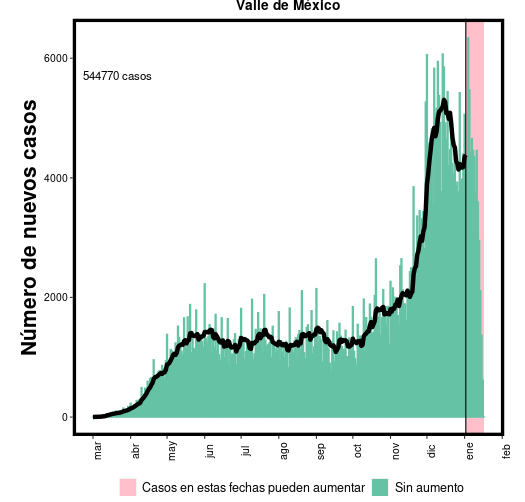 Valle de México
Número de nuevos casos
6000
544770 casos
4000
2000
0
mar
abr
may
jun
jul
ago
sep
oct
nov
dic
ene
feb
Casos en estas fechas pueden aumentar
Sin aumento